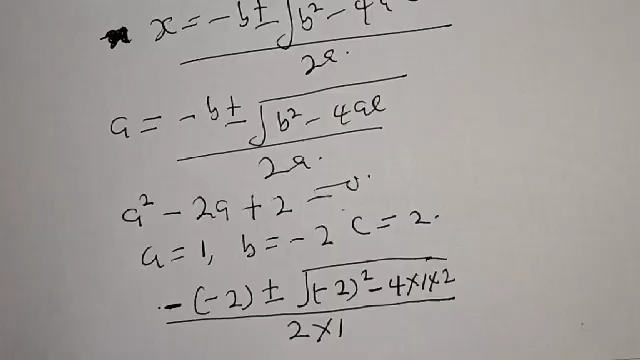 x = -b ± √b² - 4a
2a.
a = -b ± √b² - 4ac
2a.
a² - 2a + 2 = 0.
a = 1, b = -2 c = 2.
-(-2) ± √(-2)² - 4×1×2
2×1